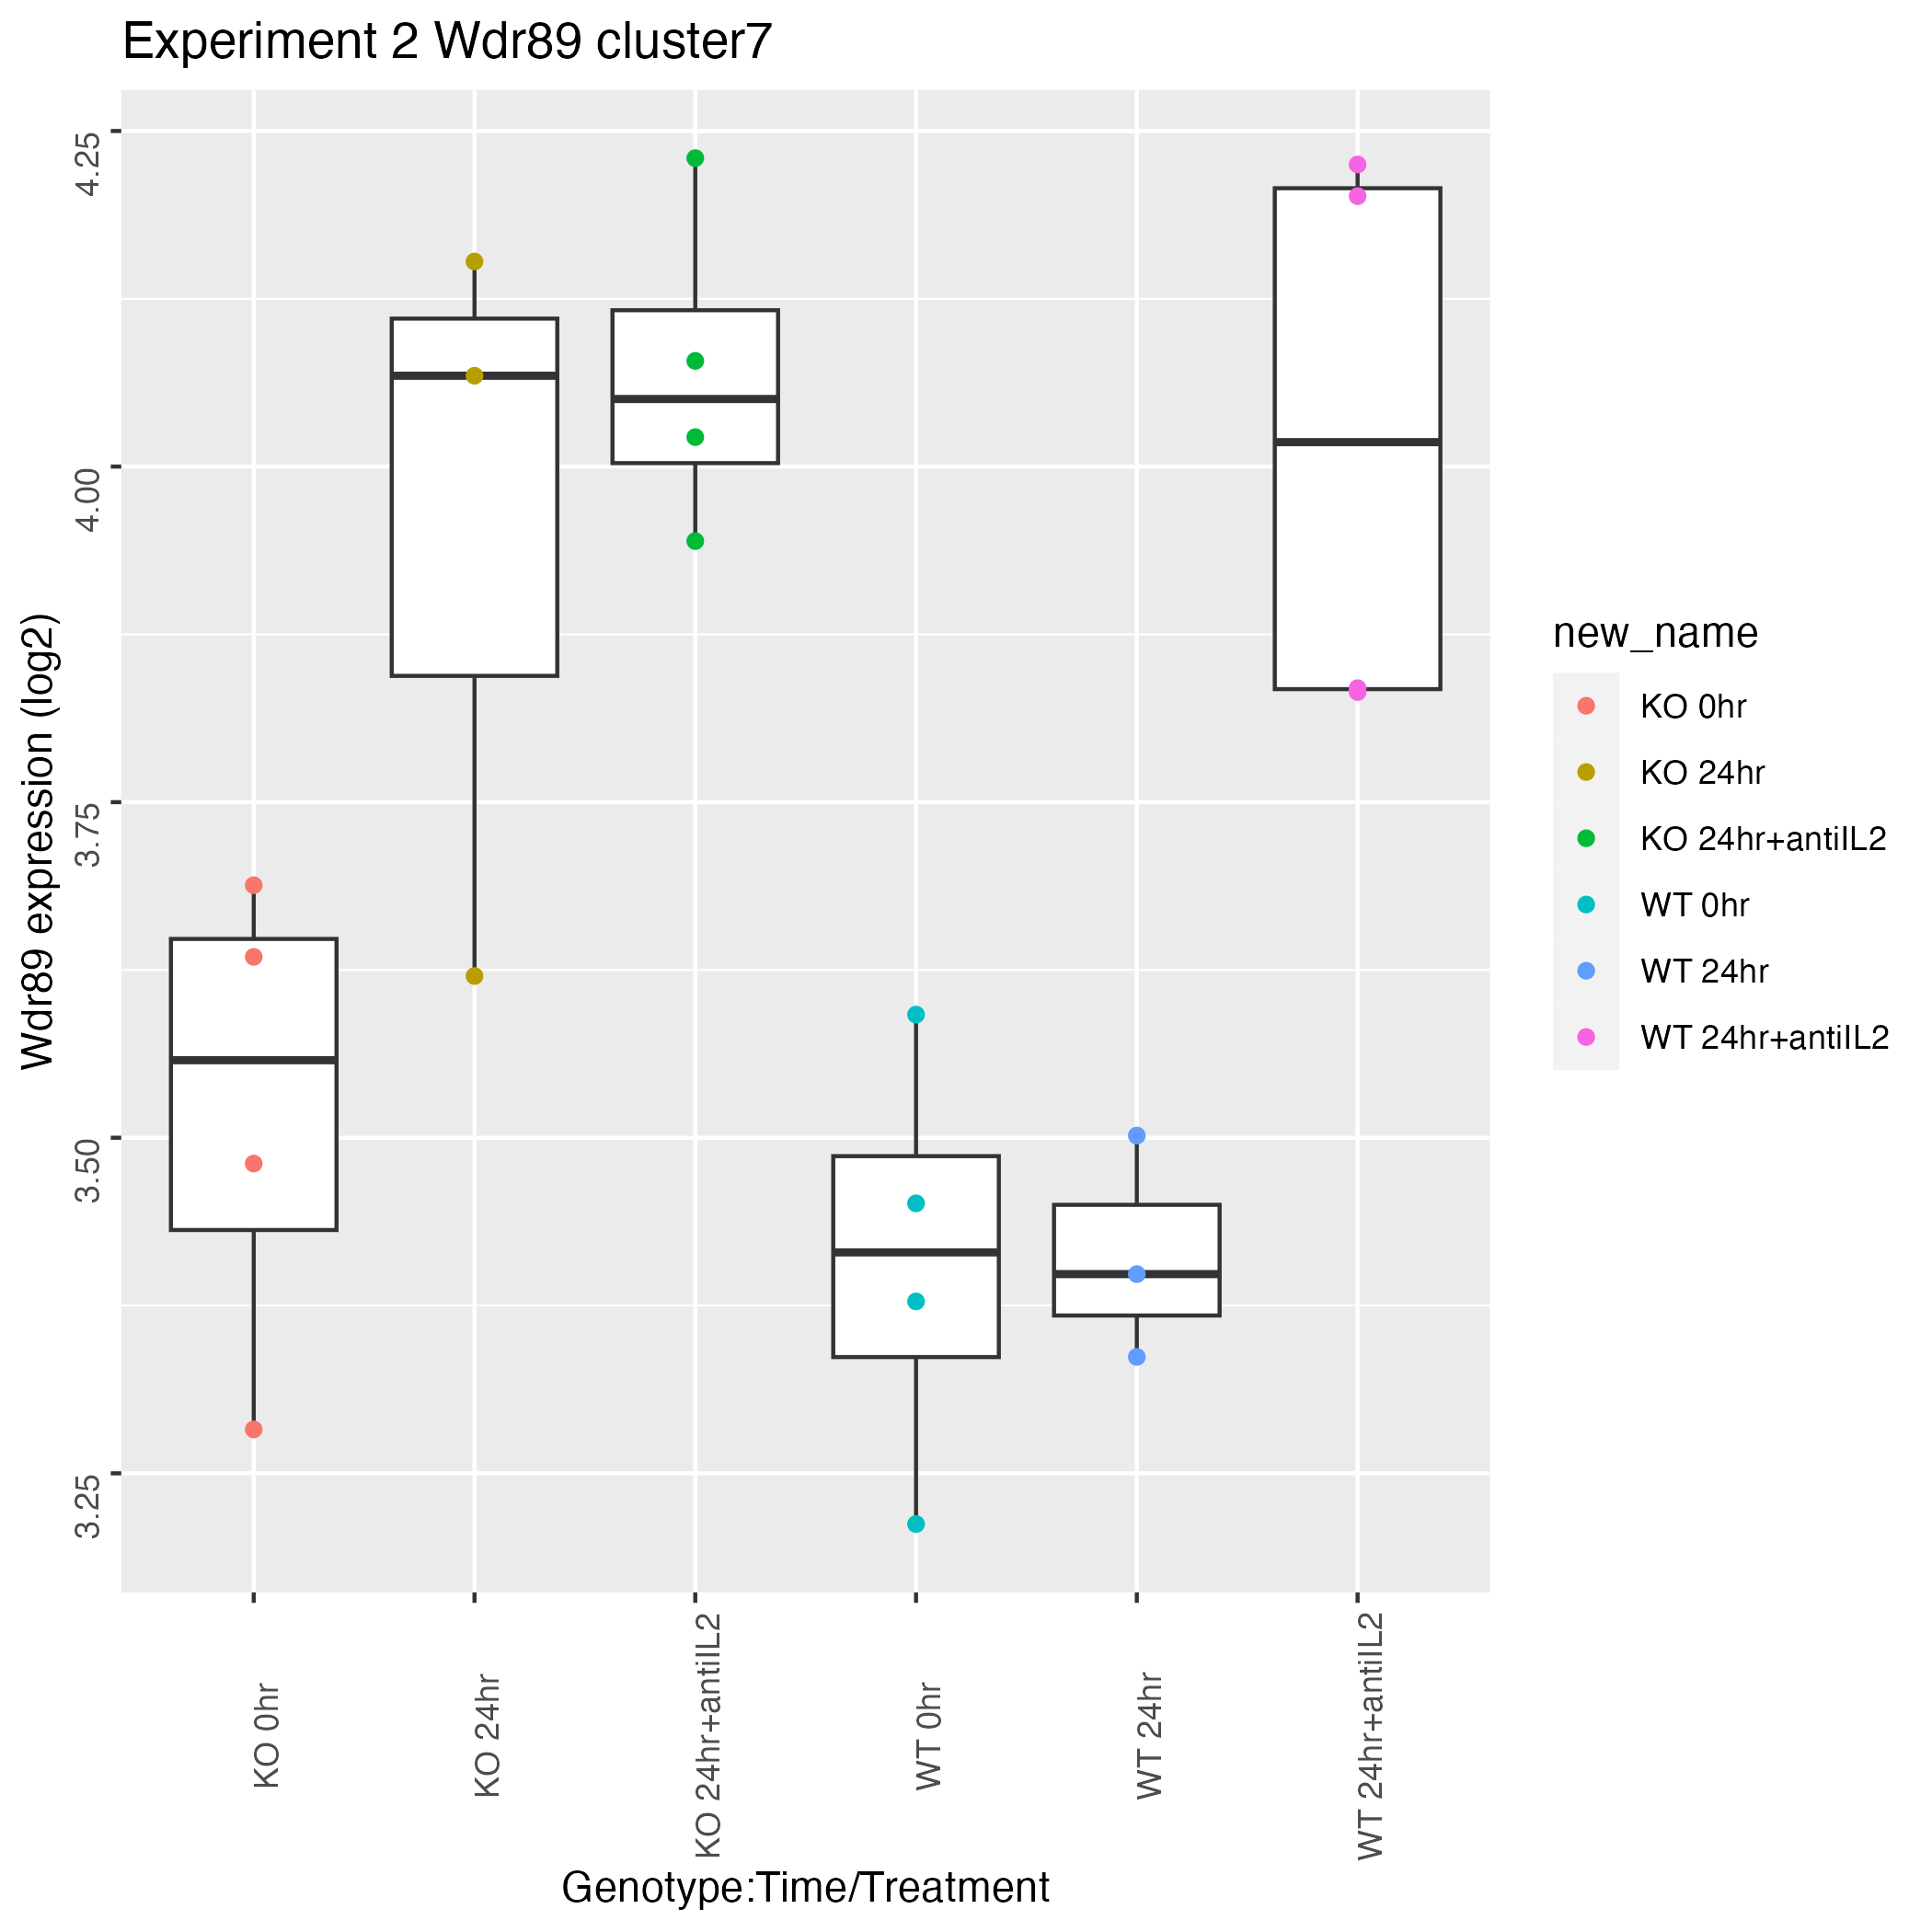 Experiment 2 Wdr89 cluster7
Wdr89 expression (log2)
4.25
4.00
3.75
3.50
3.25
KO 0hr
KO 24hr
KO 24hr+antiIL2
WT 0hr
WT 24hr
WT 24hr+antiIL2
Genotype:Time/Treatment
new_name
KO 0hr
KO 24hr
KO 24hr+antiIL2
WT 0hr
WT 24hr
WT 24hr+antiIL2